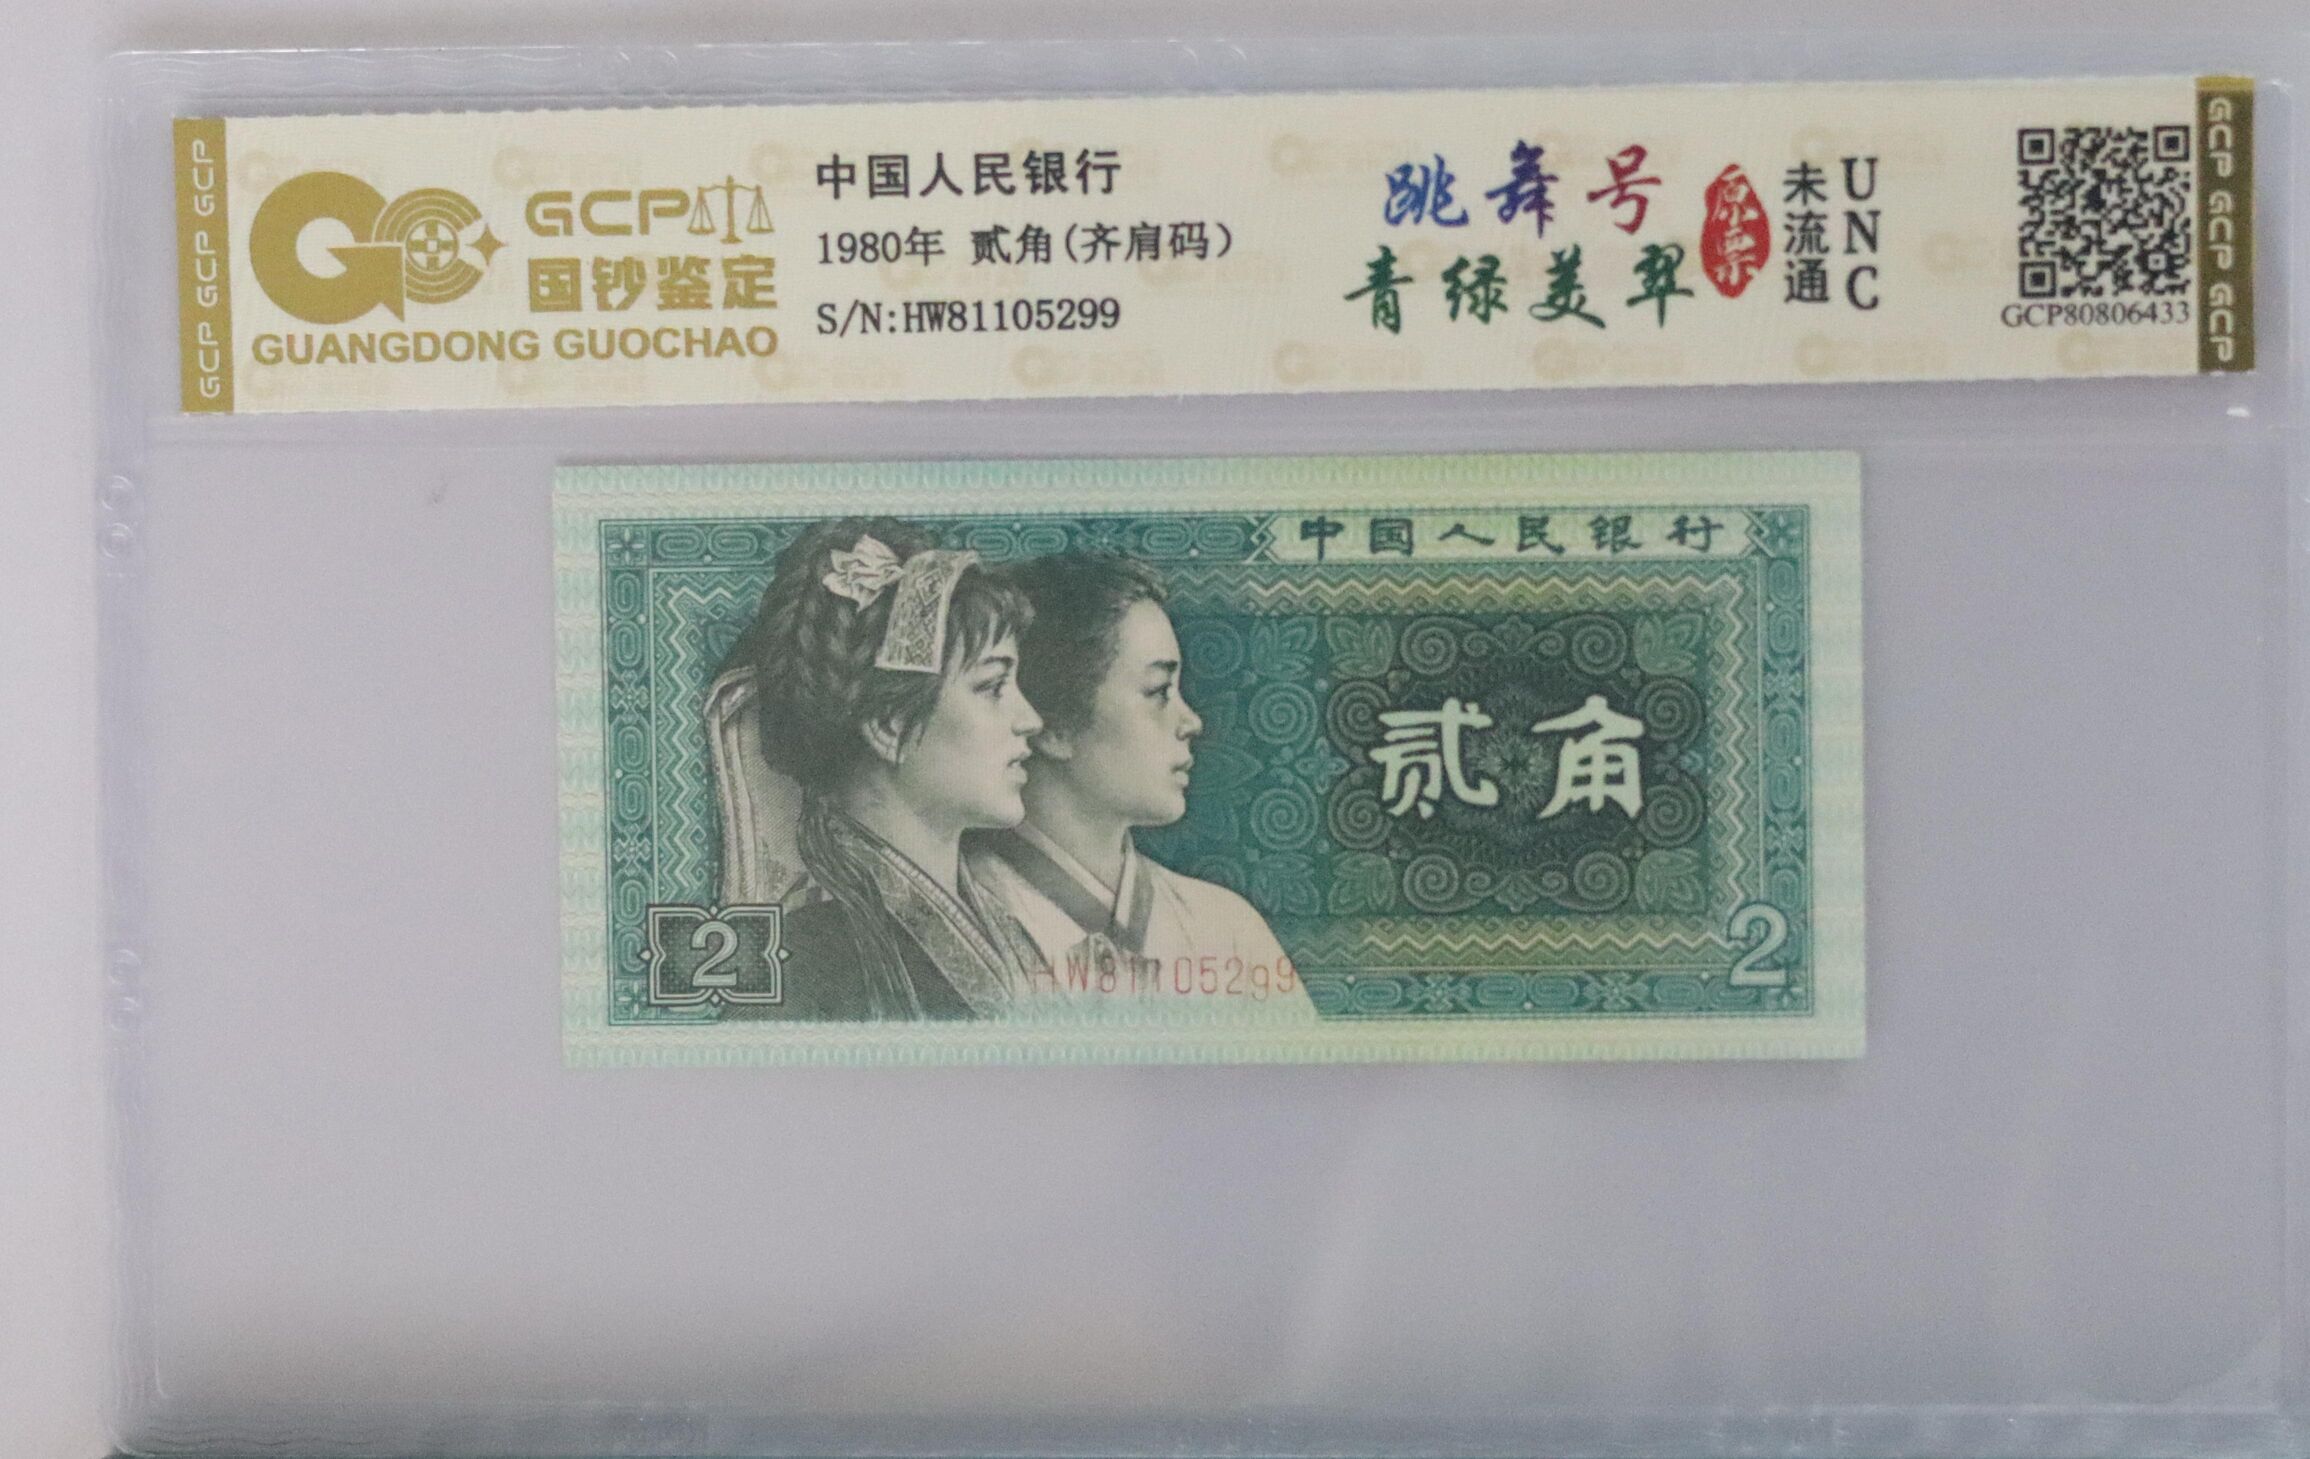 GCP GCP GCP
GCP
国钞鉴定
GUANGDONG GUOCHAO
中国人民银行
1980年 贰角(齐肩码)
S/N:HW81105299
跳舞号
青绿美翠
原票
未流通
UNC
GCP80806433
GCP GCP GCP
中国人民银行
贰角
2
HW81105299
2